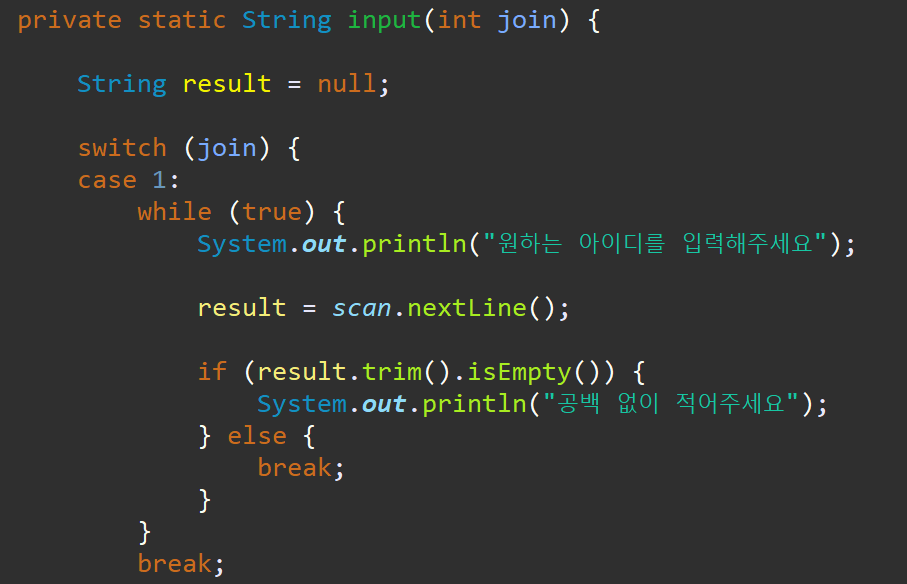 private static String input(int join) {
String result = null;
switch (join) {
case 1:
while (true) {
System.out.println("원하는 아이디를 입력해주세요");
result = scan.nextLine();
if (result.trim().isEmpty()) {
System.out.println("공백 없이 적어주세요");
} else {
break;
}
}
break;